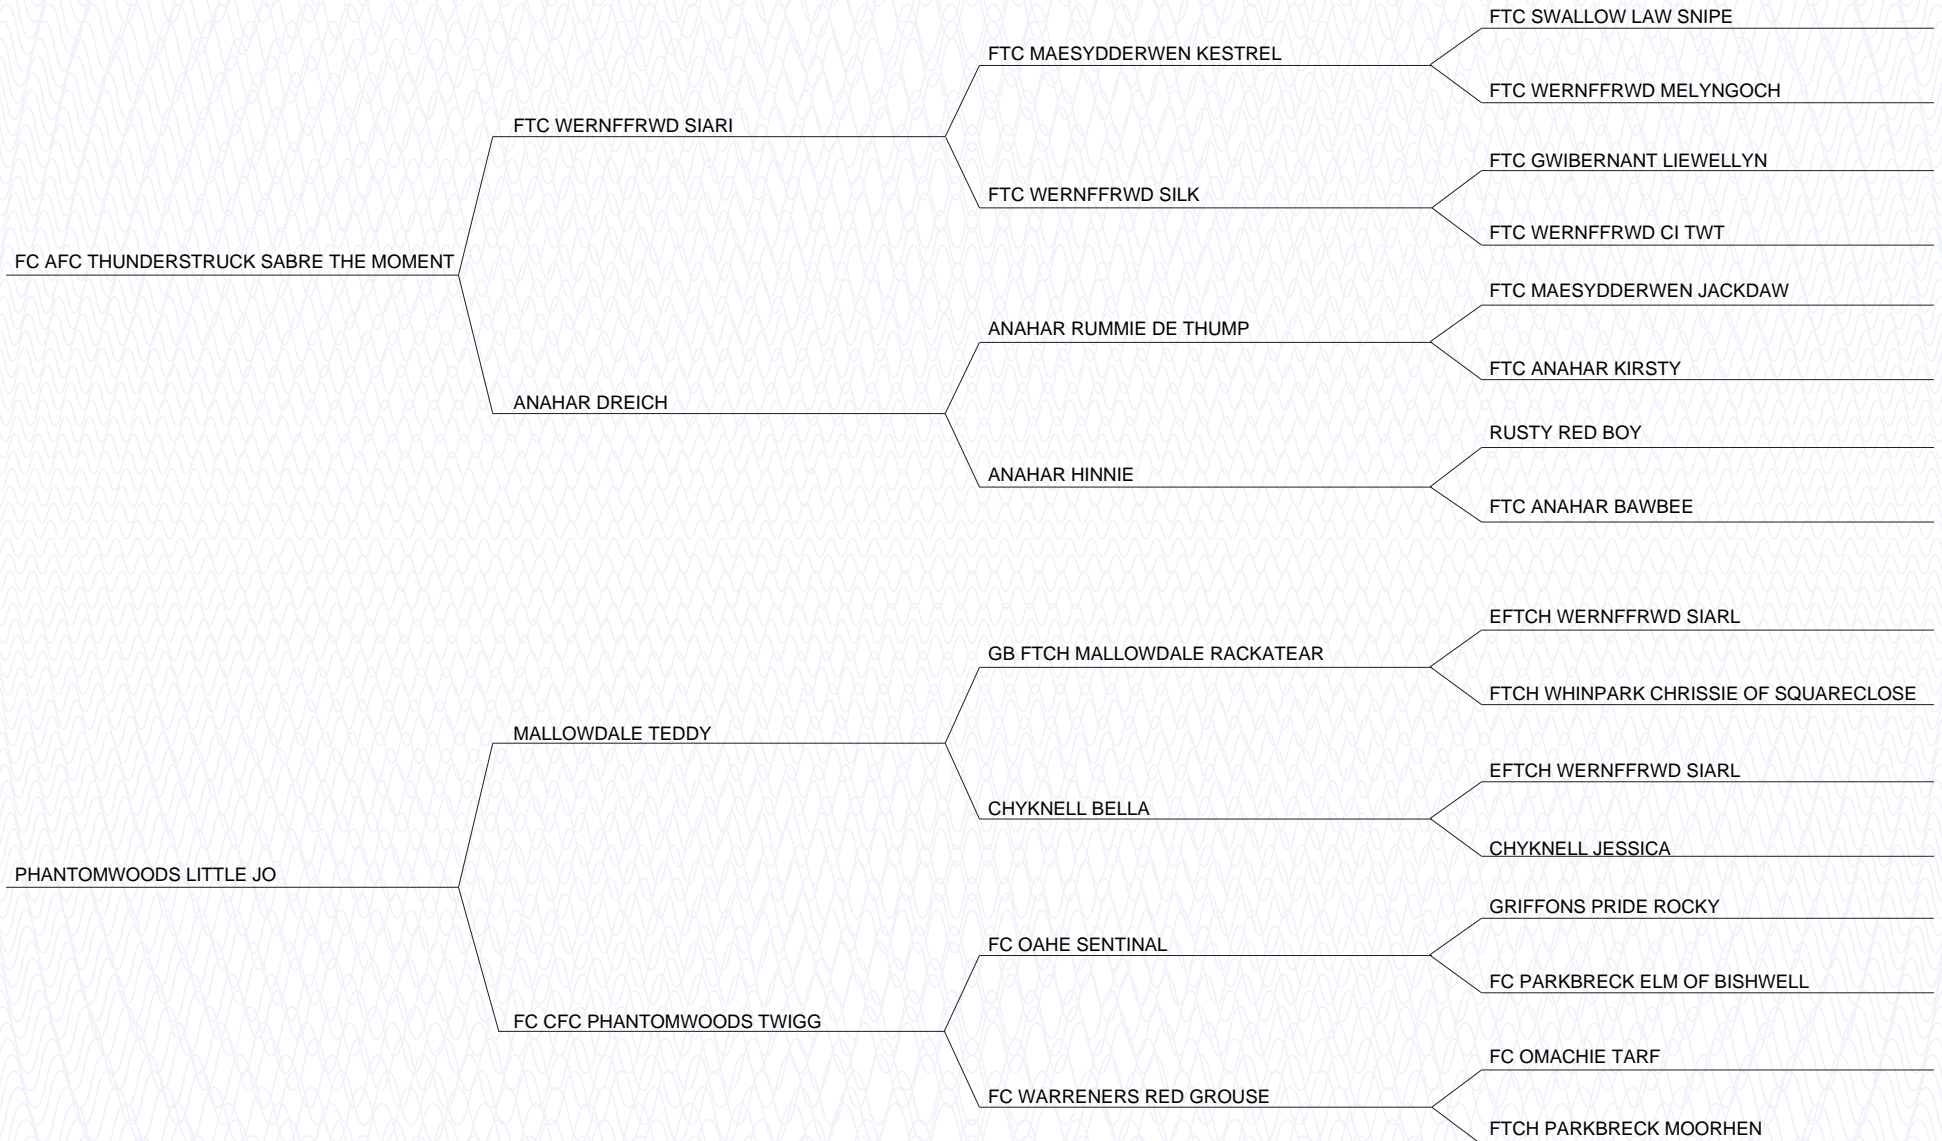 FTC SWALLOW LAW SNIPE
FTC MAESYDDERWEN KESTREL
FTC WERNFFRWD MELYNGOCH
FTC WERNFFRWD SIARI
FTC GWIBERNANT LIEWELLYN
FTC WERNFFRWD SILK
FTC WERNFFRWD CI TWT
FC AFC THUNDERSTRUCK SABRE THE MOMENT
FTC MAESYDDERWEN JACKDAW
ANAHAR RUMMIE DE THUMP
FTC ANAHAR KIRSTY
ANAHAR DREICH
RUSTY RED BOY
ANAHAR HINNIE
FTC ANAHAR BAWBEE
EFTCH WERNFFRWD SIARL
GB FTCH MALLOWDALE RACKATEAR
FTCH WHINPARK CHRISSIE OF SQUARECLOSE
MALLOWDALE TEDDY
EFTCH WERNFFRWD SIARL
CHYKNELL BELLA
CHYKNELL JESSICA
PHANTOMWOODS LITTLE JO
GRIFFONS PRIDE ROCKY
FC OAHE SENTINAL
FC PARKBRECK ELM OF BISHWELL
FC CFC PHANTOMWOODS TWIGG
FC OMACHIE TARF
FC WARRENERS RED GROUSE
FTCH PARKBRECK MOORHEN